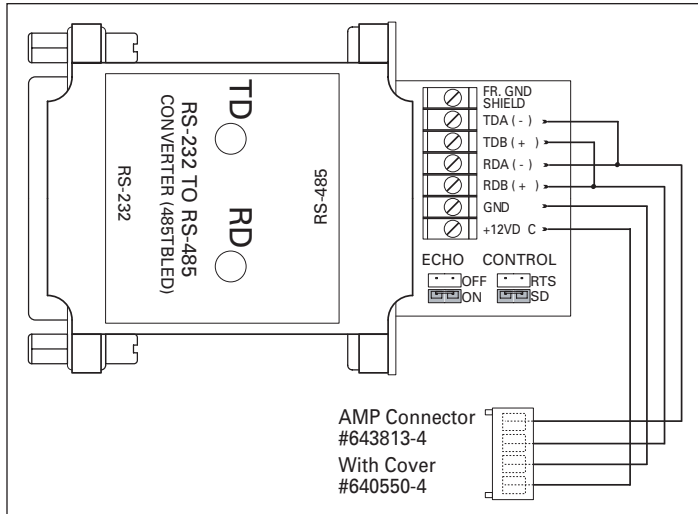 TD
RD
RS-232 TO RS-485
CONVERTER (485TBLED)
RS-232
RS-485
FR. GND
SHIELD
TDA ( - )
TDB ( + )
RDA ( - )
RDB ( + )
GND
+12VD C
ECHO CONTROL
OFF RTS
ON SD
AMP Connector
#643813-4
With Cover
#640550-4